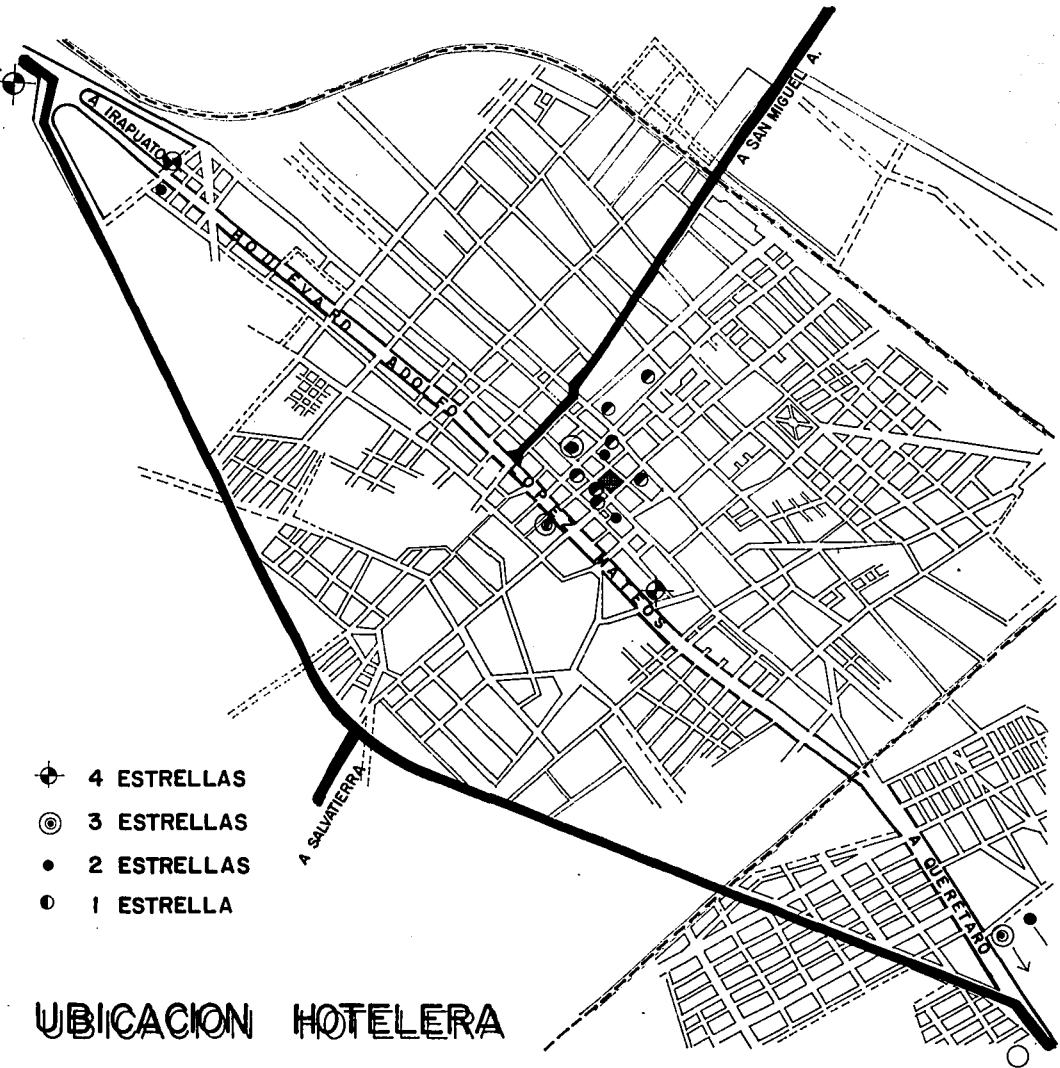 A IRAPUATO
A SAN MIGUEL A.
BOULEVARD ADOLFO LOPEZ MATEOS
A SALVATIERRA
A QUERETARO
4 ESTRELLAS
3 ESTRELLAS
2 ESTRELLAS
1 ESTRELLA
UBICACION HOTELERA